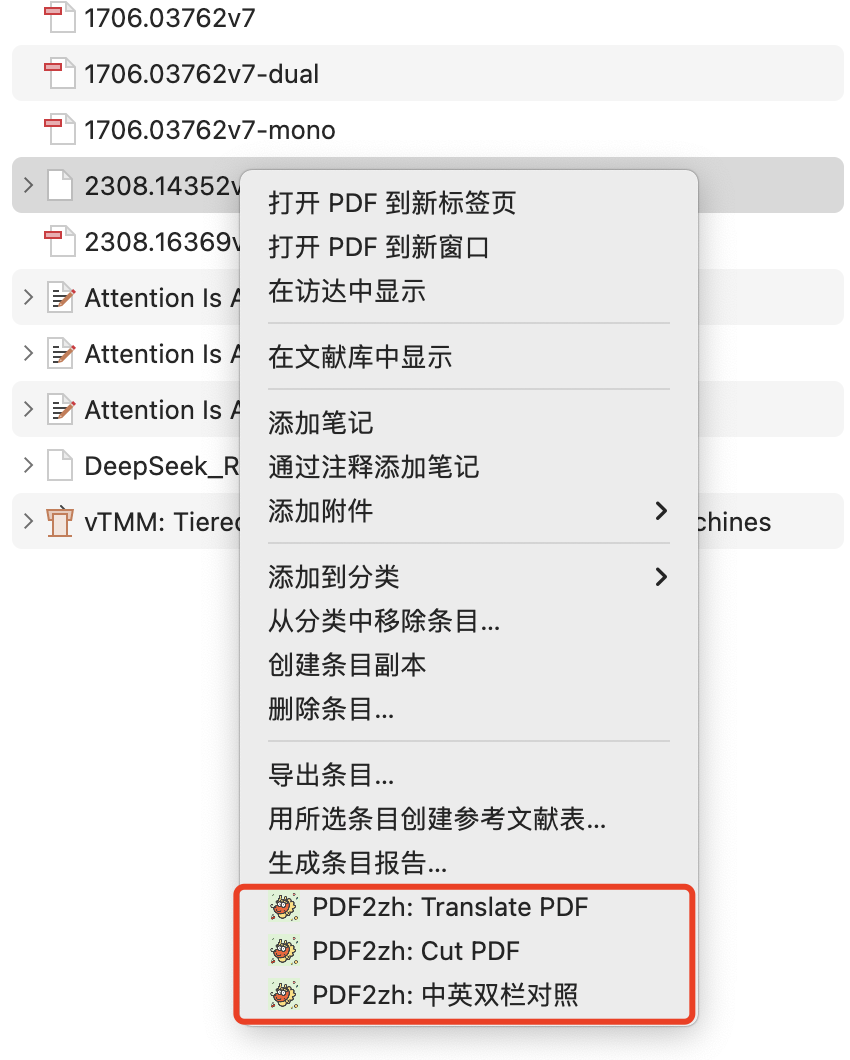 1706.03762v7
1706.03762v7-dual
1706.03762v7-mono
2308.14352v
2308.16369v
Attention Is A
Attention Is A
Attention Is A
DeepSeek_R
vTMM: Tiered
chines
打开 PDF 到新标签页
打开 PDF 到新窗口
在访达中显示
在文献库中显示
添加笔记
通过注释添加笔记
添加附件
添加到分类
从分类中移除条目...
创建条目副本
删除条目...
导出条目...
用所选条目创建参考文献表...
生成条目报告...
PDF2zh: Translate PDF
PDF2zh: Cut PDF
PDF2zh: 中英双栏对照